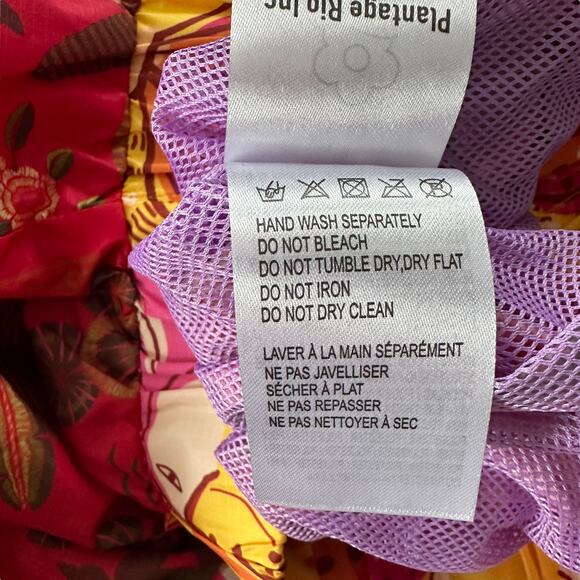 Plantage Rio Inc
HAND WASH SEPARATELY
DO NOT BLEACH
DO NOT TUMBLE DRY,DRY FLAT
DO NOT IRON
DO NOT DRY CLEAN
LAVER À LA MAIN SÉPARÉMENT
NE PAS JAVELLISER
SÉCHER À PLAT
NE PAS REPASSER
NE PAS NETTOYER À SEC